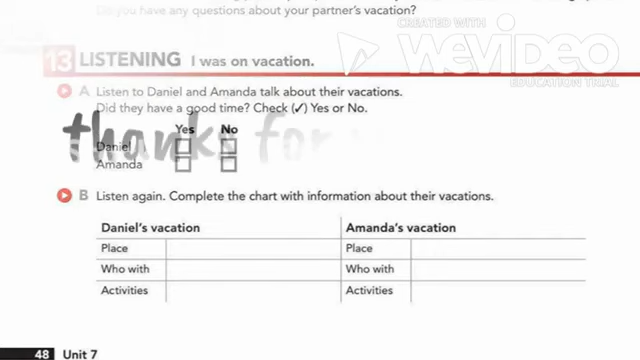 Do you have any questions about your partner's vacation?
CREATED WITH
WeVideo
EDUCATION TRIAL
13 LISTENING I was on vacation.
A Listen to Daniel and Amanda talk about their vacations.
Did they have a good time? Check (✓) Yes or No.
Yes No
thanks for
Daniel
Amanda
B Listen again. Complete the chart with information about their vacations.
Daniel's vacation Amanda's vacation
Place Place
Who with Who with
Activities Activities
48 Unit 7